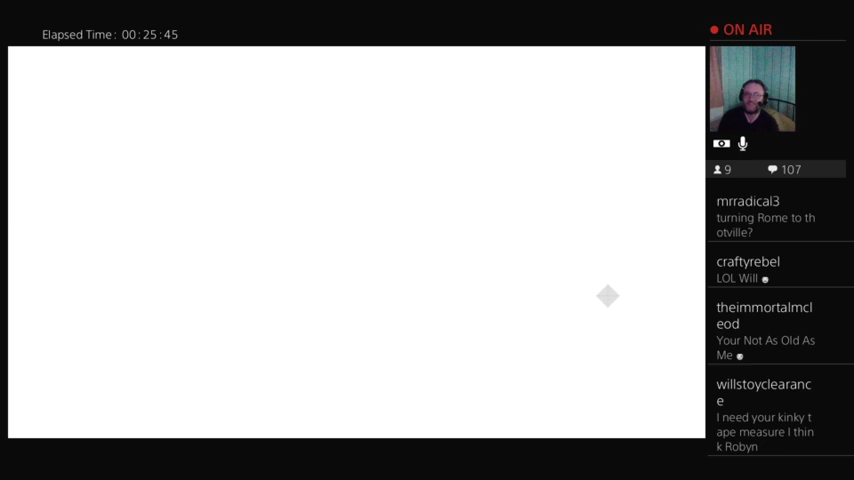 Elapsed Time: 00:25:45
ON AIR
9 107
mrradical3
turning Rome to th
otville?
craftyrebel
LOL Will
theimmortalmcl
eod
Your Not As Old As
Me
willstoyclearanc
e
I need your kinky t
ape measure I thin
k Robyn